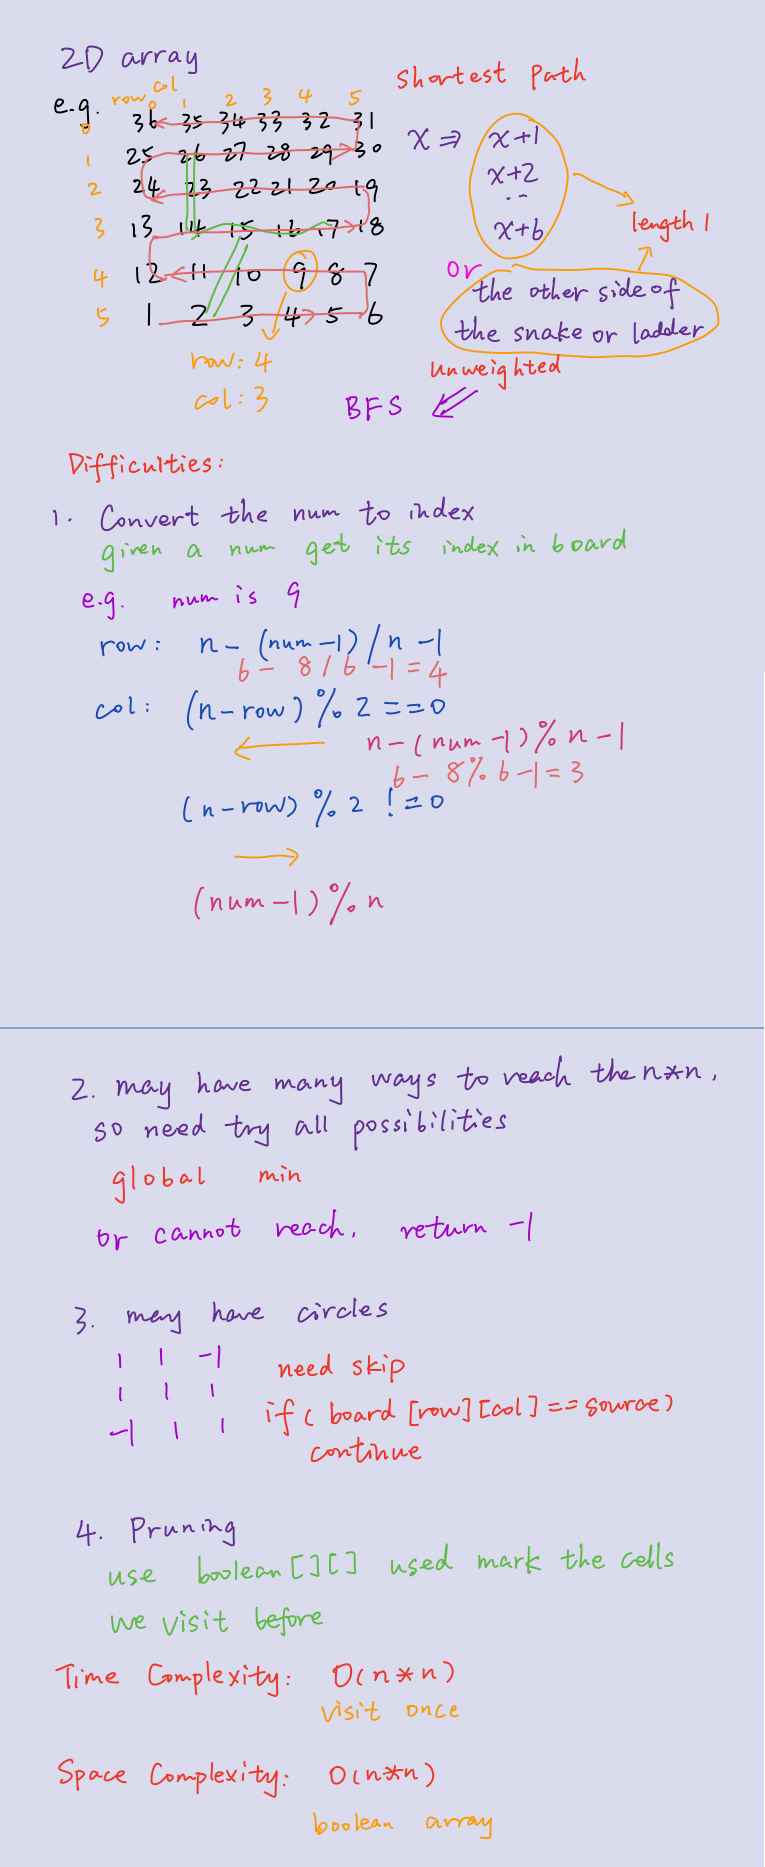 2D array
Shortest Path
col
e.g. row 0 1 2 3 4 5
0 36 35 34 33 32 31
1 25 26 27 28 29 30
2 24 23 22 21 20 19
3 13 14 15 16 17 18
4 12 11 10 9 8 7
5 1 2 3 4 5 6
x ⇒ x+1
x+2
..
x+6
length 1
or
the other side of
the snake or ladder
row: 4
col: 3
unweighted
BFS
Difficulties:
1. Convert the num to index
given a num get its index in board
e.g. num is 9
row: n - (num-1)/n -1
6 - 8/6 -1 = 4
col: (n-row) % 2 ==0
n-(num-1)%n-1
6 - 8%6-1=3
(n-row) % 2 !=0
(num-1)%n
2. may have many ways to reach the n*n,
so need try all possibilities
global min
or cannot reach, return -1
3. may have circles
1 1 -1
1 1 1
-1 1 1
need skip
if( board [row][col] == source)
continue
4. Pruning
use boolean[][] used mark the cells
we visit before
Time Complexity: O(n*n)
visit once
Space Complexity: O(n*n)
boolean array